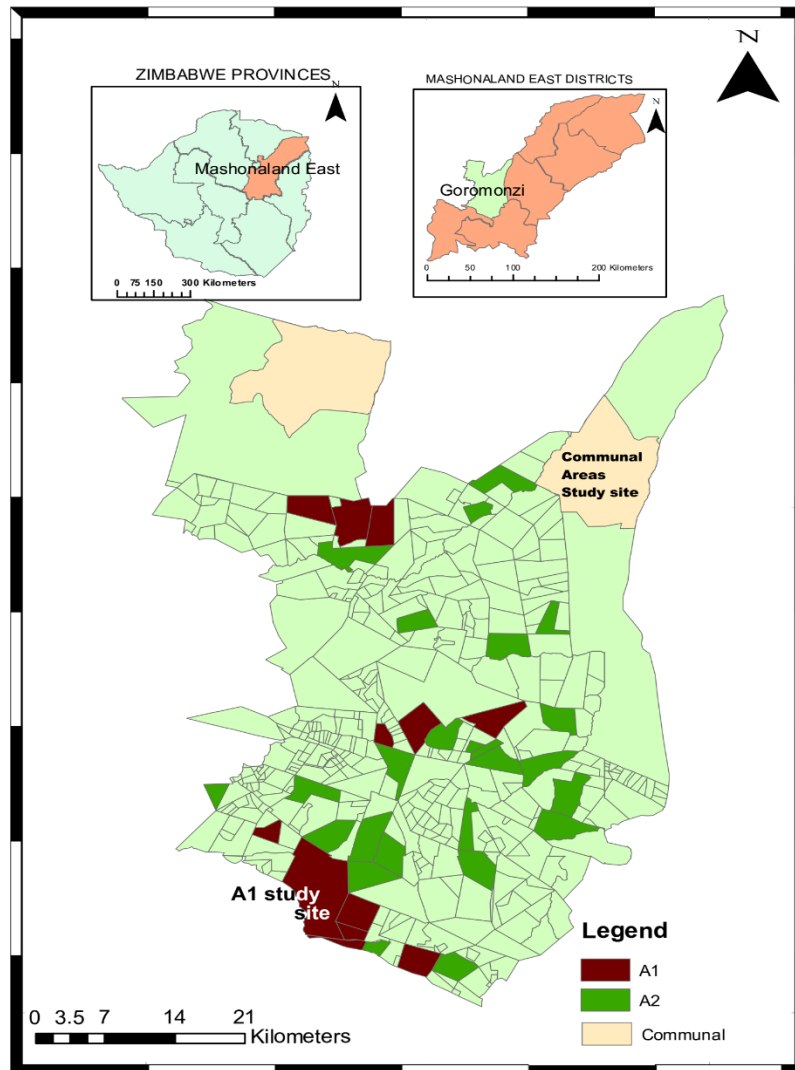 N
ZIMBABWE PROVINCES
N
Mashonaland East
0 75 150 300 Kilometers
MASHONALAND EAST DISTRICTS
N
Goromonzi
0 50 100 200 Kilometers
Communal
Areas
Study site
A1 study
site
Legend
A1
A2
Communal
0 3.5 7 14 21
Kilometers